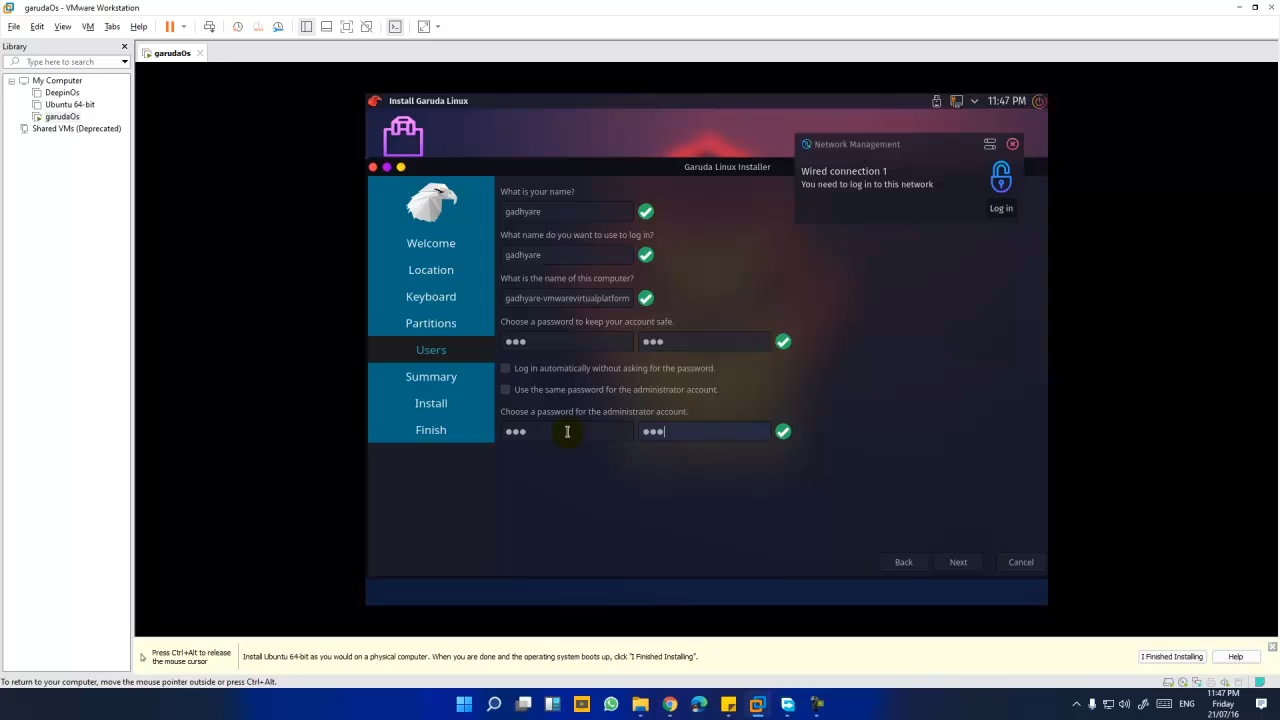 garudaOs - VMware Workstation
File Edit View VM Tabs Help
Library
Type here to search
My Computer
DeepinOs
Ubuntu 64-bit
garudaOs
Shared VMs (Deprecated)
garudaOs
Install Garuda Linux
11:47 PM
Garuda Linux Installer
Network Management
Wired connection 1
You need to log in to this network
Log in
Welcome
Location
Keyboard
Partitions
Users
Summary
Install
Finish
What is your name?
gadhyare
What name do you want to use to log in?
gadhyare
What is the name of this computer?
gadhyare-vmwarevirtualplatform
Choose a password to keep your account safe.
●●● ●●●
Log in automatically without asking for the password.
Use the same password for the administrator account.
Choose a password for the administrator account.
●●● ●●●
Back Next Cancel
Press Ctrl+Alt to release
the mouse cursor
Install Ubuntu 64-bit as you would on a physical computer. When you are done and the operating system boots up, click "I Finished Installing".
I Finished Installing Help
To return to your computer, move the mouse pointer outside or press Ctrl+Alt.
ENG
11:47 PM
Friday
21/07/16